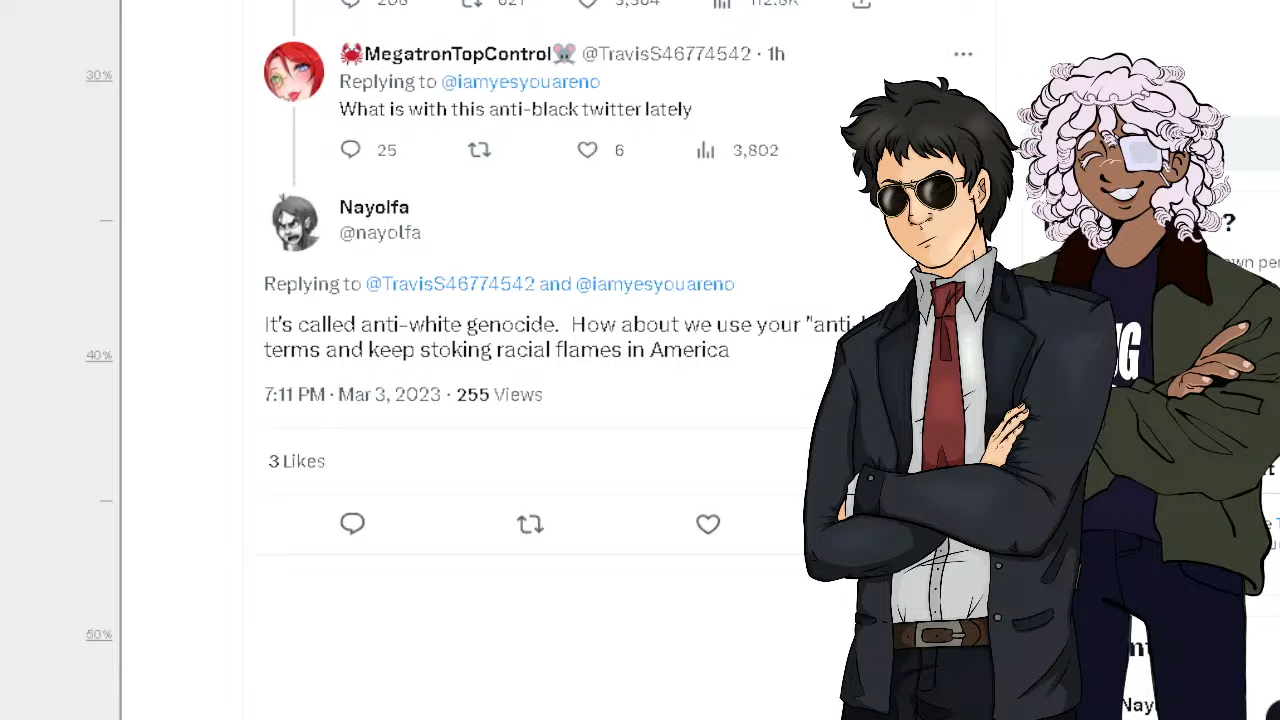 30%
🦀MegatronTopControl🐭 @TravisS46774542 · 1h
Replying to @iamyesyouareno
What is with this anti-black twitter lately
25 6 3,802
Nayolfa
@nayolfa
?
wn per
Replying to @TravisS46774542 and @iamyesyouareno
It's called anti-white genocide. How about we use your "anti-
40%
terms and keep stoking racial flames in America
7:11 PM · Mar 3, 2023 · 255 Views
3 Likes
50%
Nay